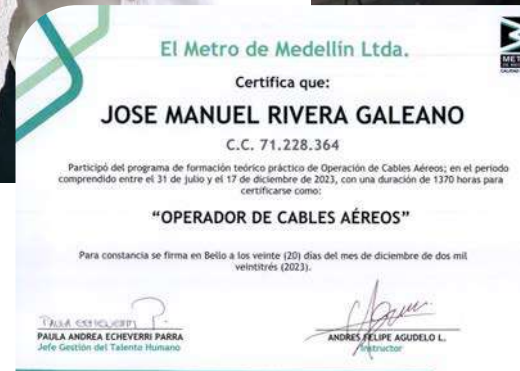 El Metro de Medellín Ltda.
METRO
Certifica que:
JOSE MANUEL RIVERA GALEANO
C.C. 71.228.364
Participó del programa de formación teórico práctico de Operación de Cables Aéreos; en el periodo
comprendido entre el 31 de julio y el 17 de diciembre de 2023, con una duración de 1370 horas para
certificarse como:
“OPERADOR DE CABLES AÉREOS”
Para constancia se firma en Bello a los veinte (20) días del mes de diciembre de dos mil
veintitrés (2023).
PAULA ANDREA ECHEVERRI PARRA
Jefe Gestión del Talento Humano
ANDRES FELIPE AGUDELO L.
Instructor